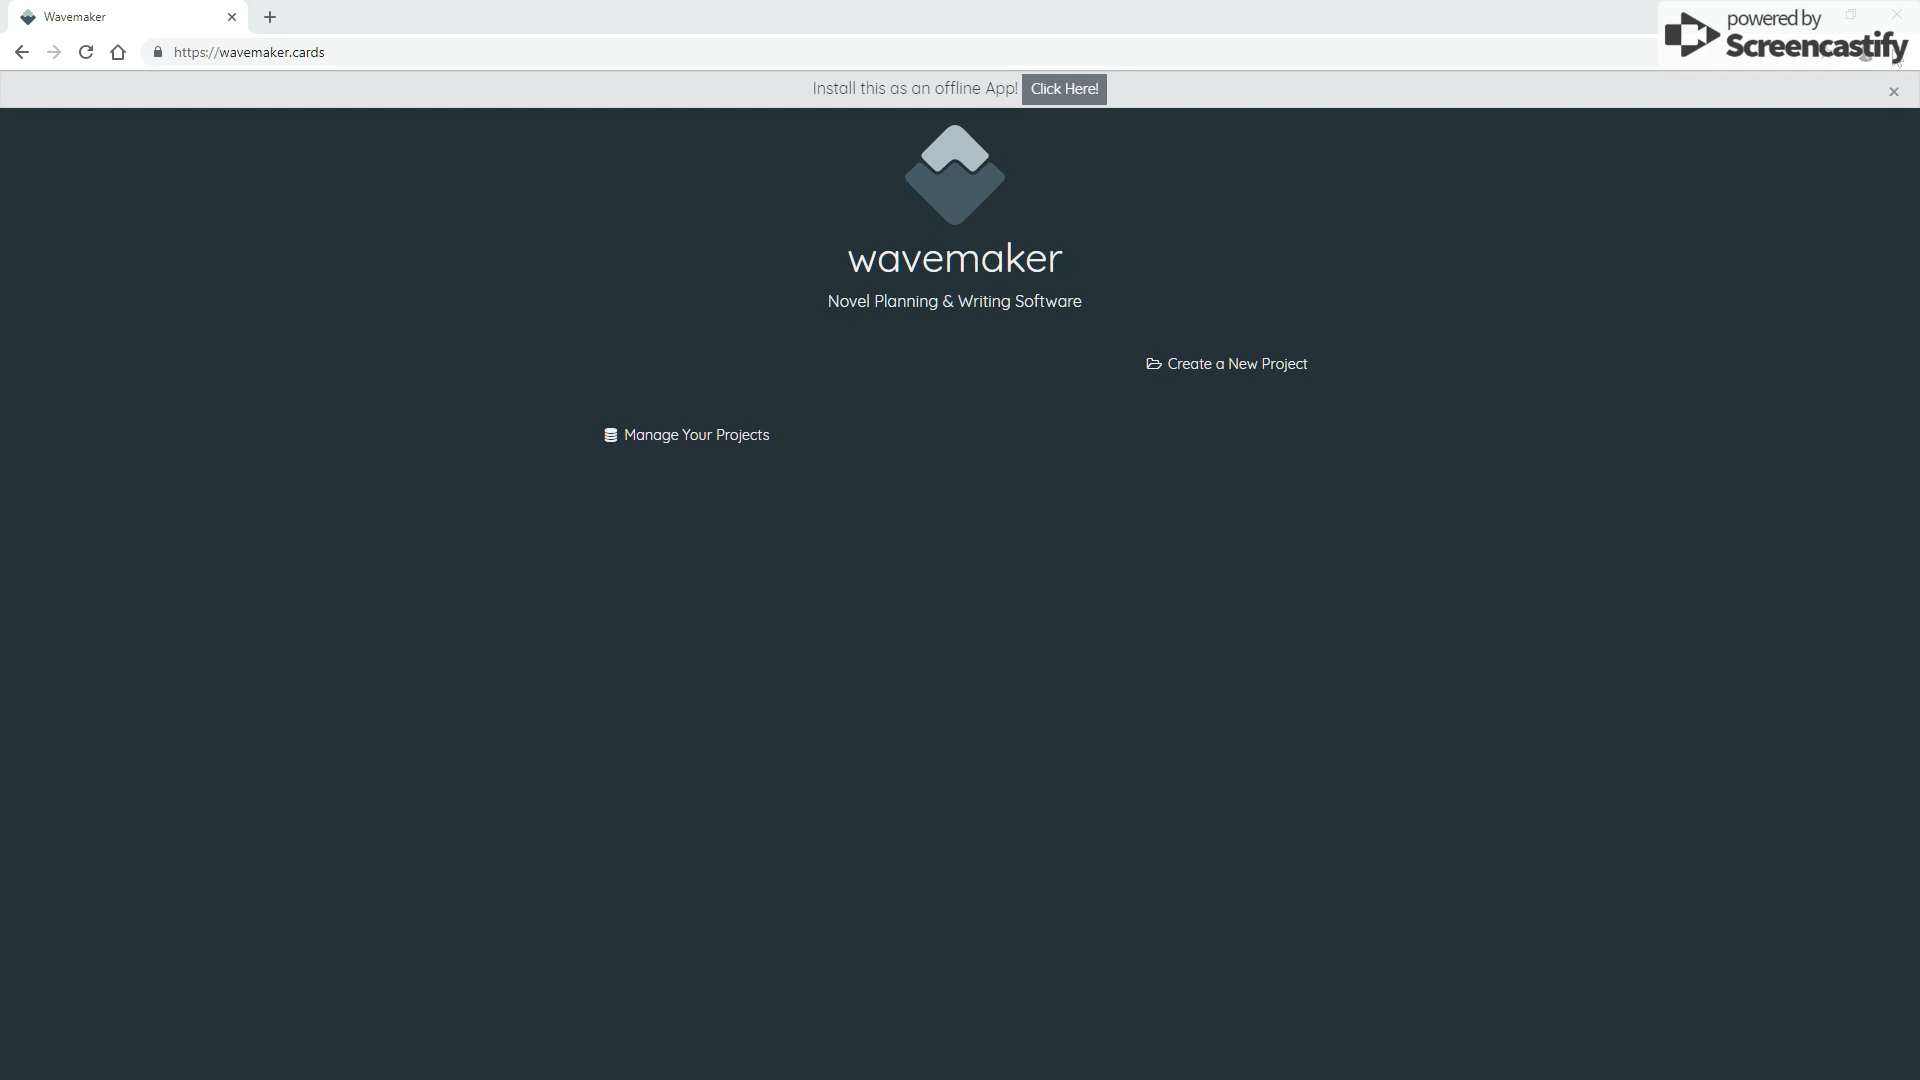 Wavemaker
powered by
Screencastify
https://wavemaker.cards
Install this as an offline App! Click Here!
wavemaker
Novel Planning & Writing Software
Create a New Project
Manage Your Projects